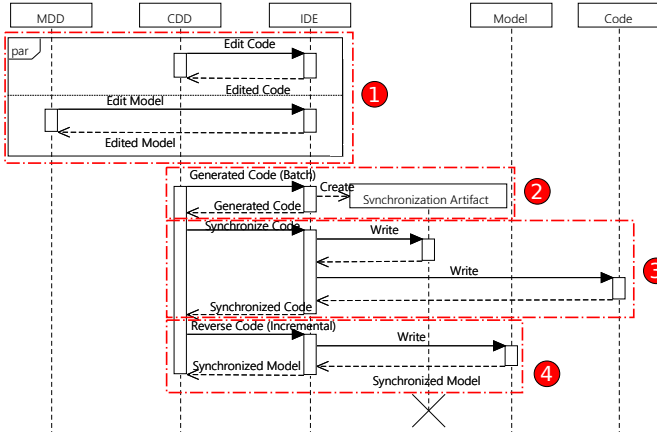 MDD CDD IDE Model Code
par
Edit Code
Edited Code
1
Edit Model
Edited Model
Generated Code (Batch)
Create
2
Synchronization Artifact
Generated Code
Synchronize Code
Write
3
Write
Synchronized Code
Reverse Code (Incremental)
Write
Synchronized Model
4
Synchronized Model